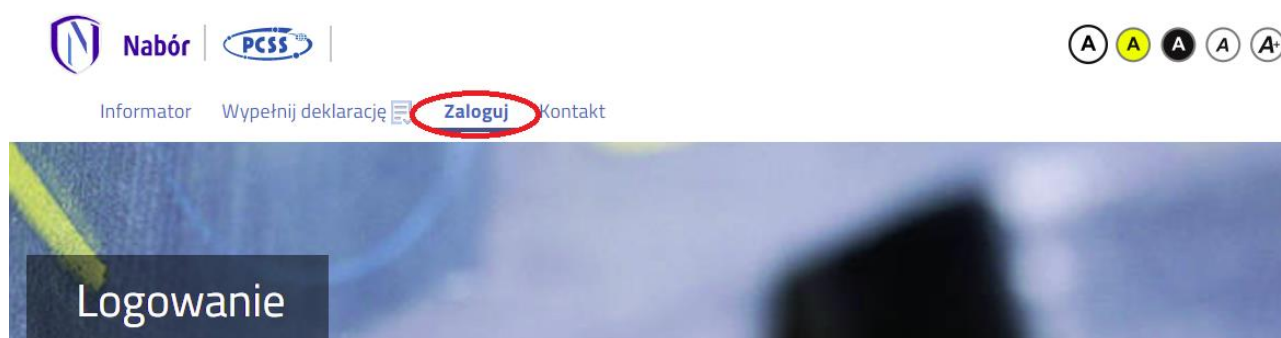 Nabór PCSS A A A A A+
Informator Wypełnij deklarację Zaloguj Kontakt
Logowanie